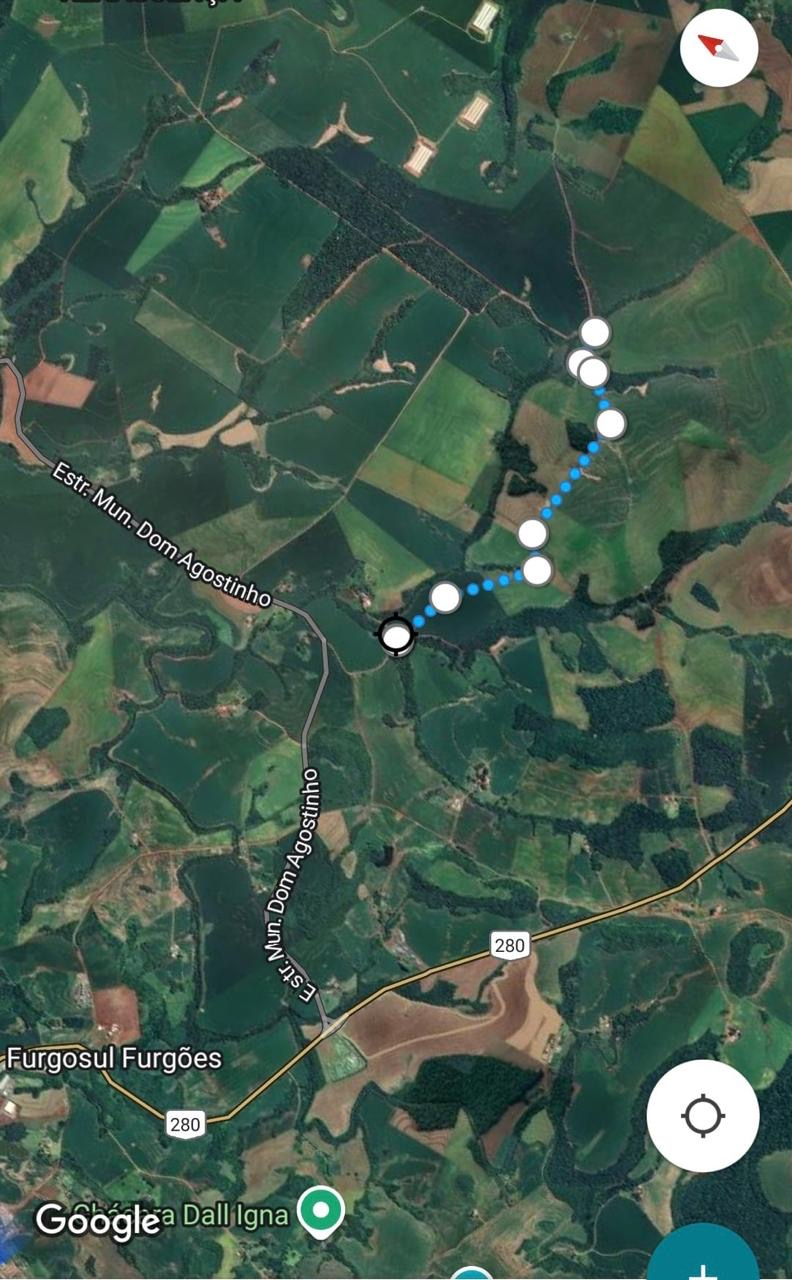 Estr. Mun. Dom Agostinho
Estr. Mun. Dom Agostinho
280
Furgosul Furgões
280
Dall Igna
Google